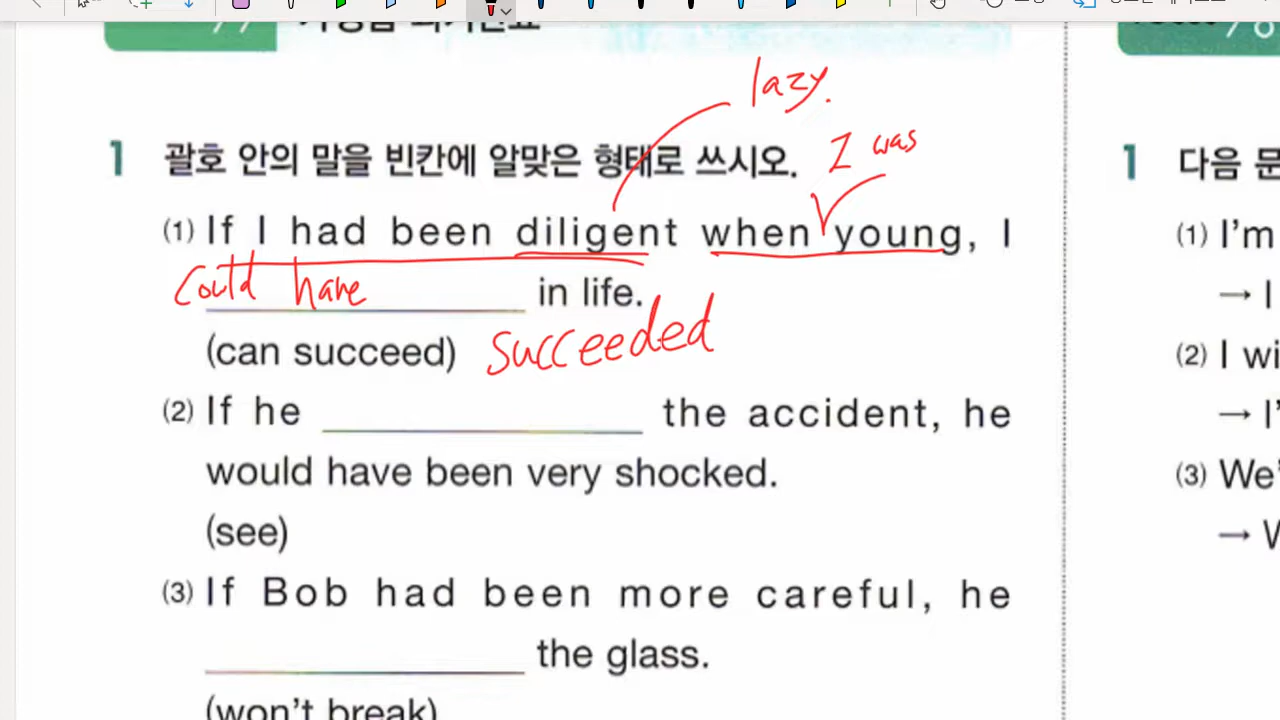 lazy.
1 괄호 안의 말을 빈칸에 알맞은 형태로 쓰시오.
I was
(1) If I had been diligent when young, I
could have in life.
(can succeed) succeeded
(2) If he the accident, he
would have been very shocked.
(see)
(3) If Bob had been more careful, he
the glass.
(won't break)
1 다음 문
(1) I'm
→ I
(2) I wi
→ I'
(3) We'
→